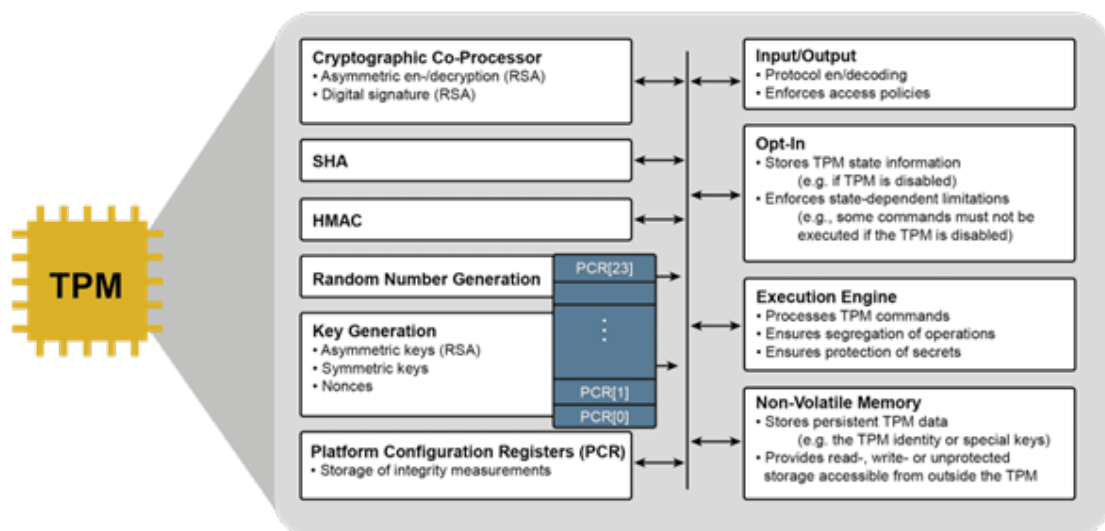 TPM
Cryptographic Co-Processor
• Asymmetric en-/decryption (RSA)
• Digital signature (RSA)
SHA
HMAC
Random Number Generation
Key Generation
• Asymmetric keys (RSA)
• Symmetric keys
• Nonces
PCR[23]
⋮
PCR[1]
PCR[0]
Platform Configuration Registers (PCR)
• Storage of integrity measurements
Input/Output
• Protocol en/decoding
• Enforces access policies
Opt-In
• Stores TPM state information
(e.g. if TPM is disabled)
• Enforces state-dependent limitations
(e.g., some commands must not be
executed if the TPM is disabled)
Execution Engine
• Processes TPM commands
• Ensures segregation of operations
• Ensures protection of secrets
Non-Volatile Memory
• Stores persistent TPM data
(e.g. the TPM identity or special keys)
• Provides read-, write- or unprotected
storage accessible from outside the TPM